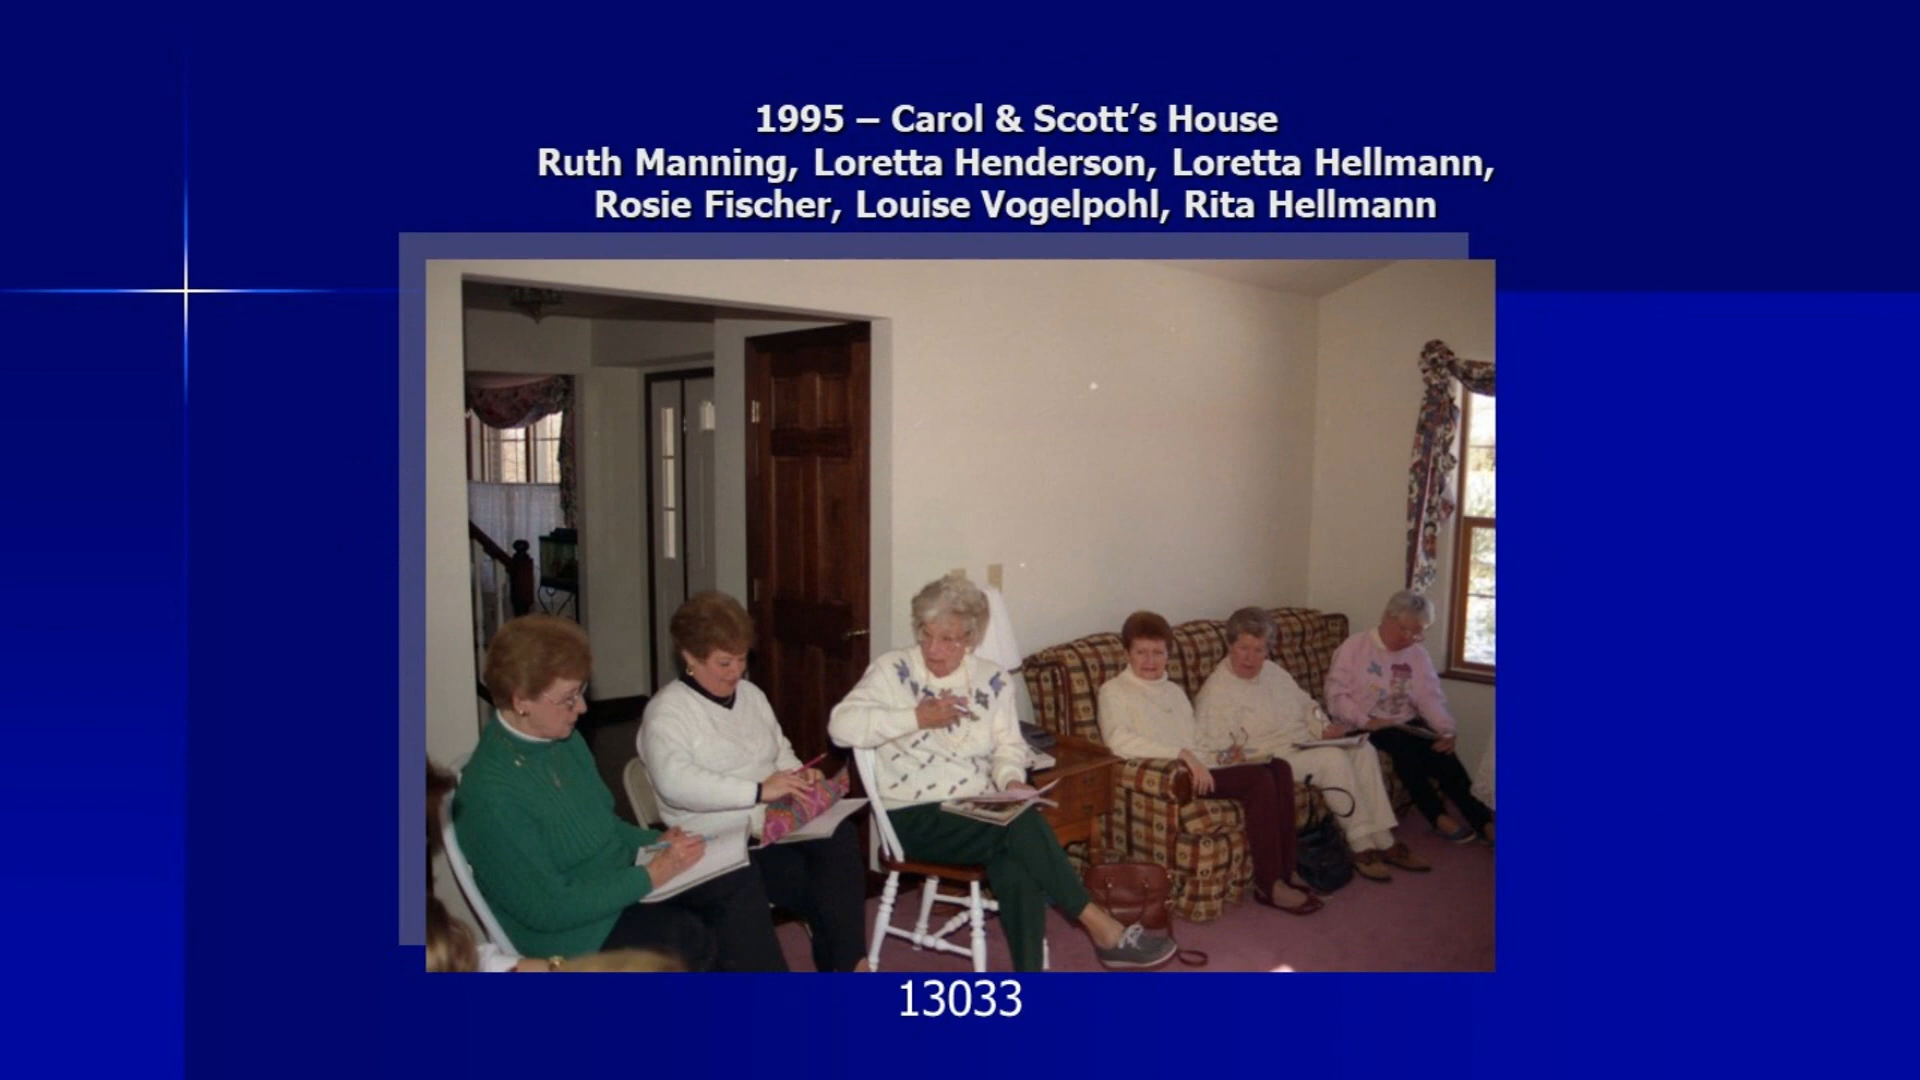 1995 – Carol & Scott’s House
Ruth Manning, Loretta Henderson, Loretta Hellmann,
Rosie Fischer, Louise Vogelpohl, Rita Hellmann
13033